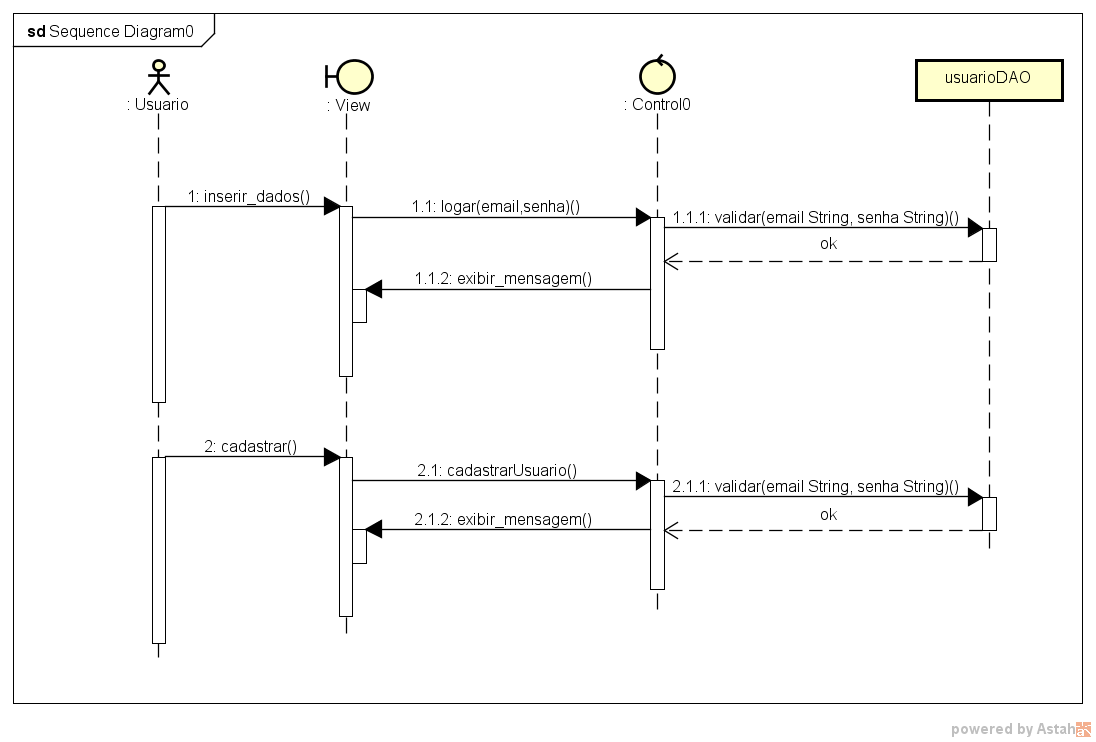 sd Sequence Diagram0
: Usuario
: View
: Control0
usuarioDAO
1: inserir_dados()
1.1: logar(email,senha)()
1.1.1: validar(email String, senha String)()
ok
1.1.2: exibir_mensagem()
2: cadastrar()
2.1: cadastrarUsuario()
2.1.1: validar(email String, senha String)()
ok
2.1.2: exibir_mensagem()
powered by Astah